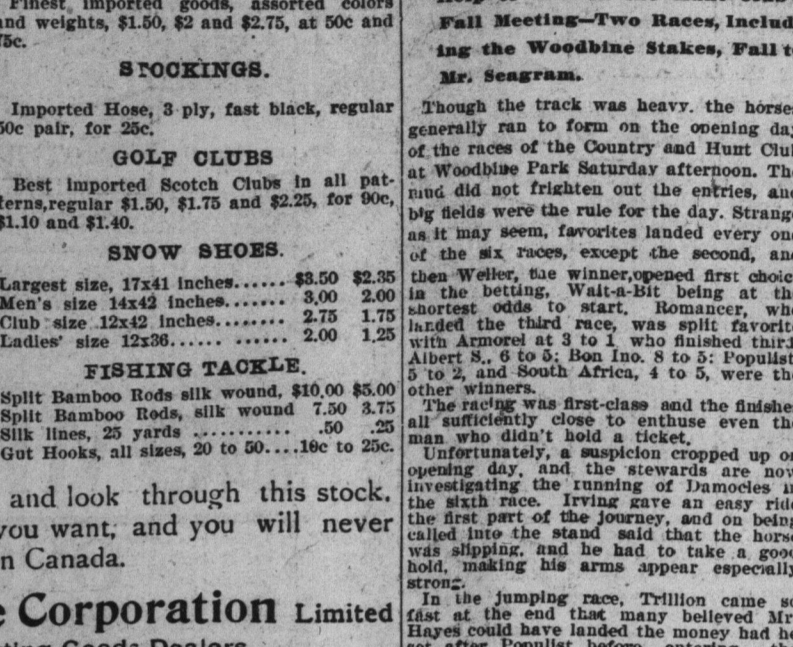 Finest imported goods, assorted colors
and weights, $1.50, $2 and $2.75, at 50c and
75c.
STOCKINGS.
Imported Hose, 3 ply, fast black, regular
50c pair, for 25c.
GOLF CLUBS
Best Imported Scotch Clubs in all pat-
terns,regular $1.50, $1.75 and $2.25, for 90c,
$1.10 and $1.40.
SNOW SHOES.
Largest size, 17x41 inches...... $3.50 $2.35
Men's size 14x42 inches....... 3.00 2.00
Club size 12x42 inches........ 2.75 1.75
Ladies' size 12x36...... ...... 2.00 1.25
FISHING TACKLE.
Split Bamboo Rods silk wound, $10.00 $5.00
Split Bamboo Rods, silk wound 7.50 3.75
Silk lines, 25 yards .......... .50 .25
Gut Hooks, all sizes, 20 to 50....10c to 25c.
and look through this stock.
you want, and you will never
n Canada.
e Corporation Limited
ting Goods Dealers
Fall Meeting—Two Races, Includ
ing the Woodbine Stakes, Fall t
Mr. Seagram.
Though the track was heavy, the horse
generally ran to form on the opening da
of the races of the Country and Hunt Clu
at Woodbine Park Saturday afternoon. Th
mud did not frighten out the entries, an
big fields were the rule for the day. Strang
as it may seem, favorites landed every on
of the six races, except the second, an
then Weller, the winner,opened first choic
in the betting, Wait-a-Bit being at th
shortest odds to start. Romancer, wh
landed the third race, was split favorit
with Armorel at 3 to 1 who finished third
Albert S., 6 to 5; Bon Ino. 8 to 5; Populist
5 to 2, and South Africa, 4 to 5, were th
other winners.
The racing was first-class and the finishe
all sufficiently close to enthuse even th
man who didn't hold a ticket.
Unfortunately, a suspicion cropped up o
opening day, and the stewards are now
investigating the running of Damocles i
the sixth race. Irving gave an easy ride
the first part of the journey, and on being
called into the stand said that the horse
was slipping, and he had to take a good
hold, making his arms appear especially
strong.
In the jumping race, Trillion came so
fast at the end that many believed Mr.
Hayes could have landed the money had he